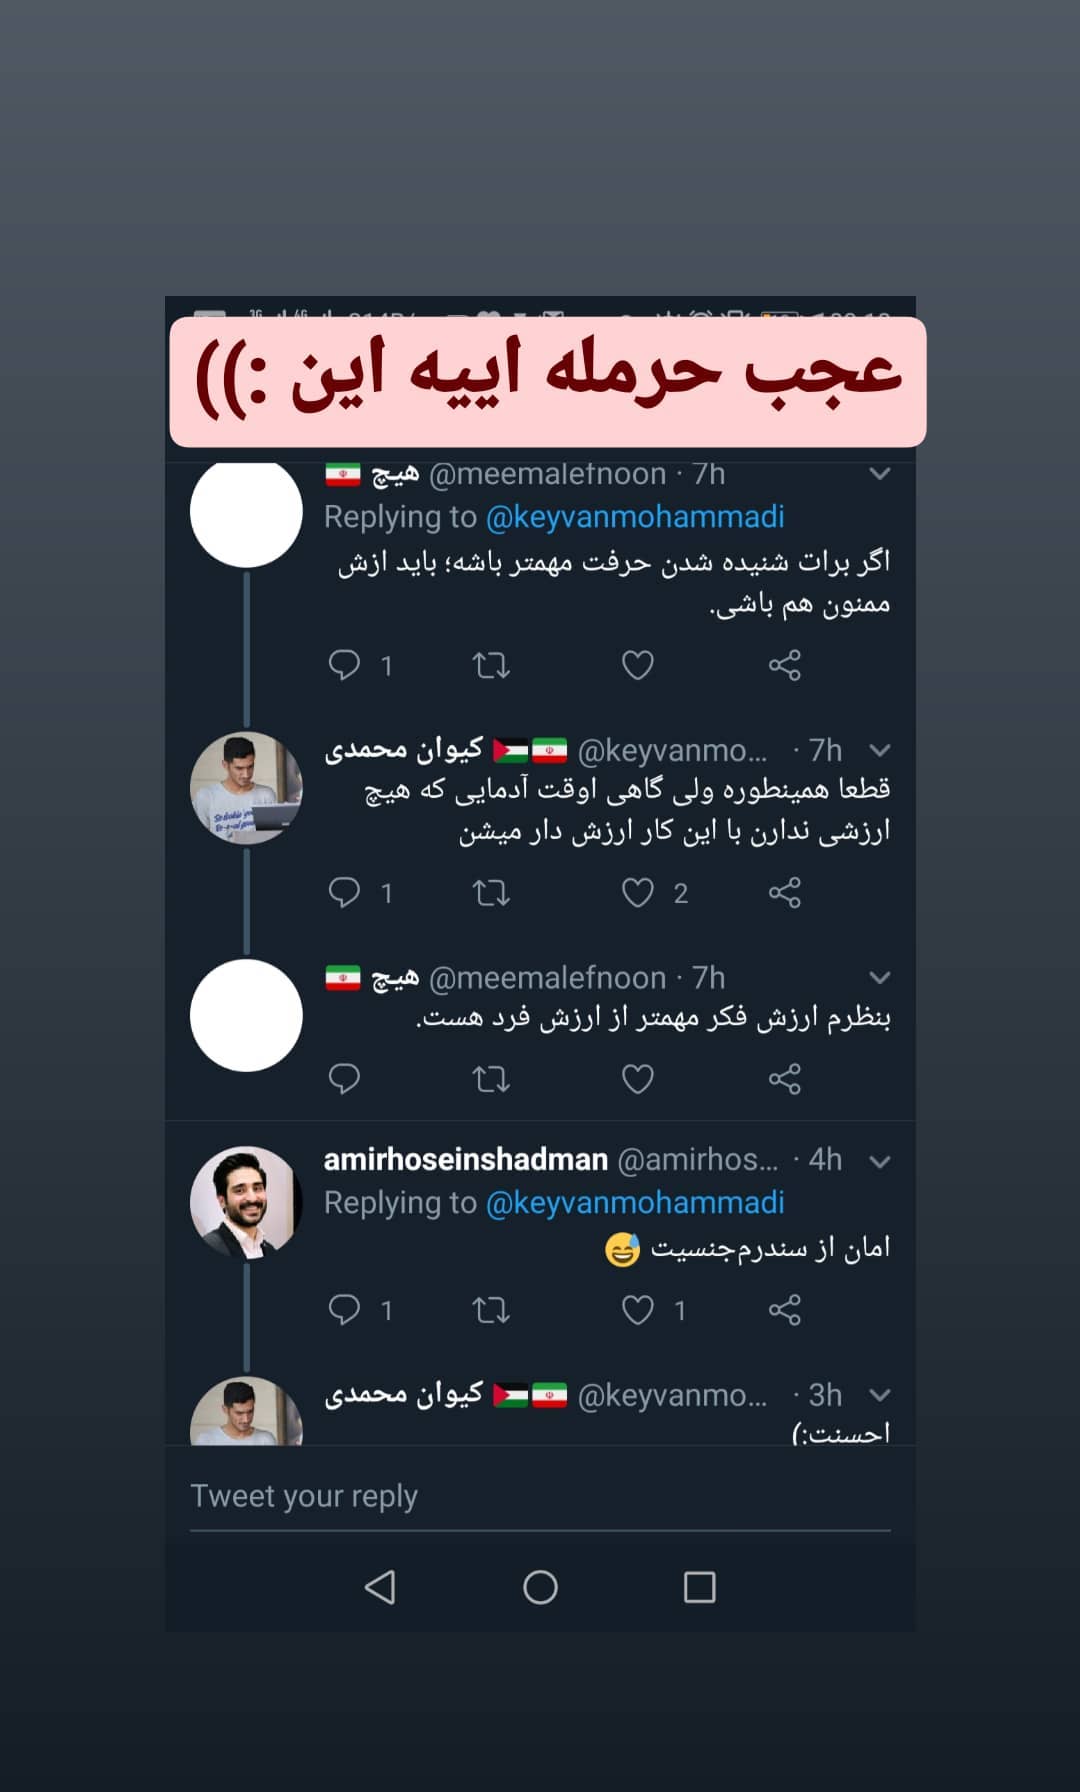 عجب حرمله اییه این :))
هیچ 🇮🇷 @meemalefnoon · 7h
Replying to @keyvanmohammadi
اگر برات شنیده شدن حرفت مهمتر باشه؛ باید ازش
ممنون هم باشی.
1
کیوان محمدی 🇵🇸🇮🇷 @keyvanmo... · 7h
قطعا همینطوره ولی گاهی اوقت آدمایی که هیچ
ارزشی ندارن با این کار ارزش دار میشن
1 2
هیچ 🇮🇷 @meemalefnoon · 7h
بنظرم ارزش فکر مهمتر از ارزش فرد هست.
amirhoseinshadman @amirhos... · 4h
Replying to @keyvanmohammadi
امان از سندرم‌جنسیت 😅
1 1
کیوان محمدی 🇵🇸🇮🇷 @keyvanmo... · 3h
احسنت:)
Tweet your reply